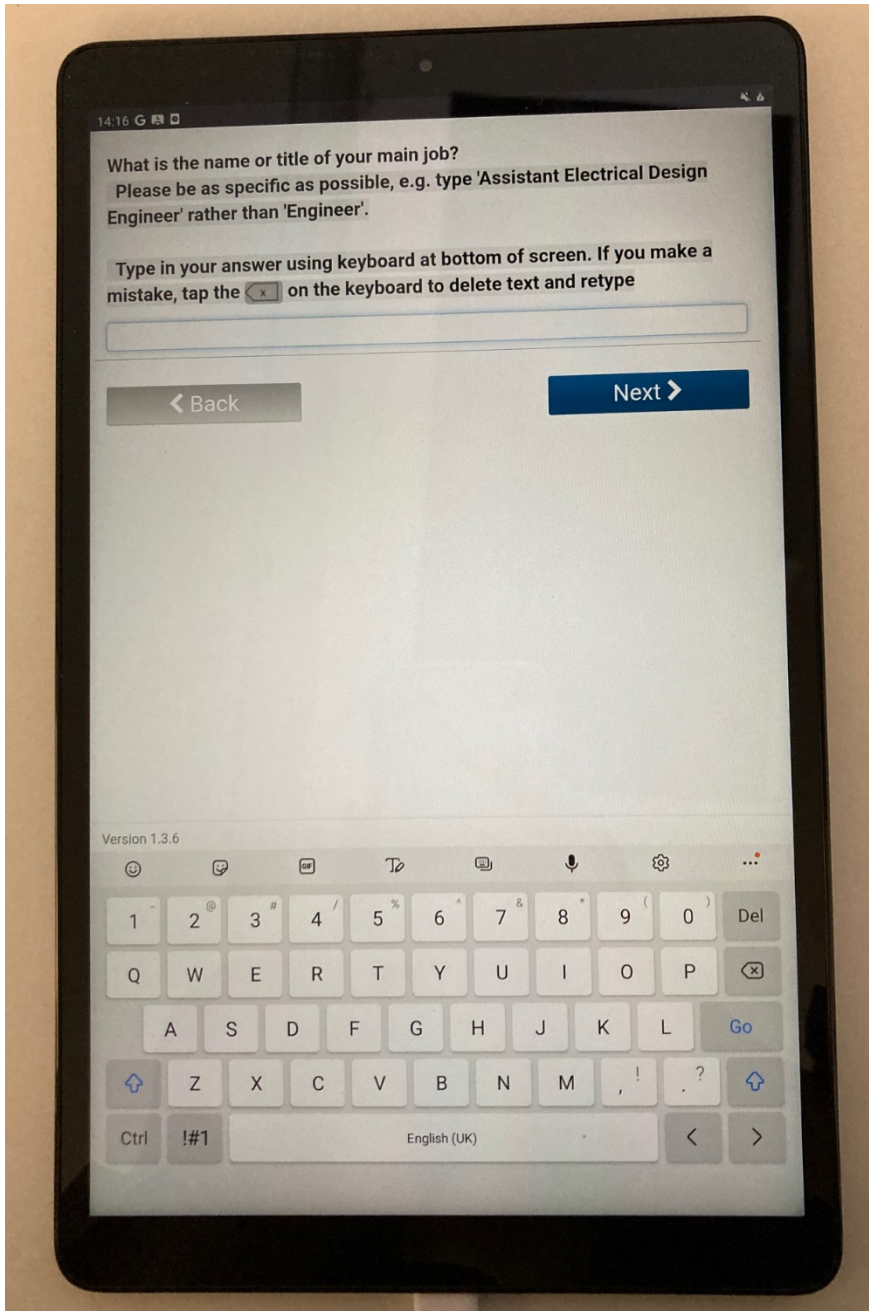 14:16 G
What is the name or title of your main job?
Please be as specific as possible, e.g. type 'Assistant Electrical Design
Engineer' rather than 'Engineer'.
Type in your answer using keyboard at bottom of screen. If you make a
mistake, tap the x on the keyboard to delete text and retype
Back
Next
Version 1.3.6
GIF
1 - 2 @ 3 # 4 / 5 % 6 ^ 7 & 8 * 9 ( 0 ) Del
Q W E R T Y U I O P
A S D F G H J K L Go
Z X C V B N M , ! . ?
Ctrl !#1 English (UK) < >